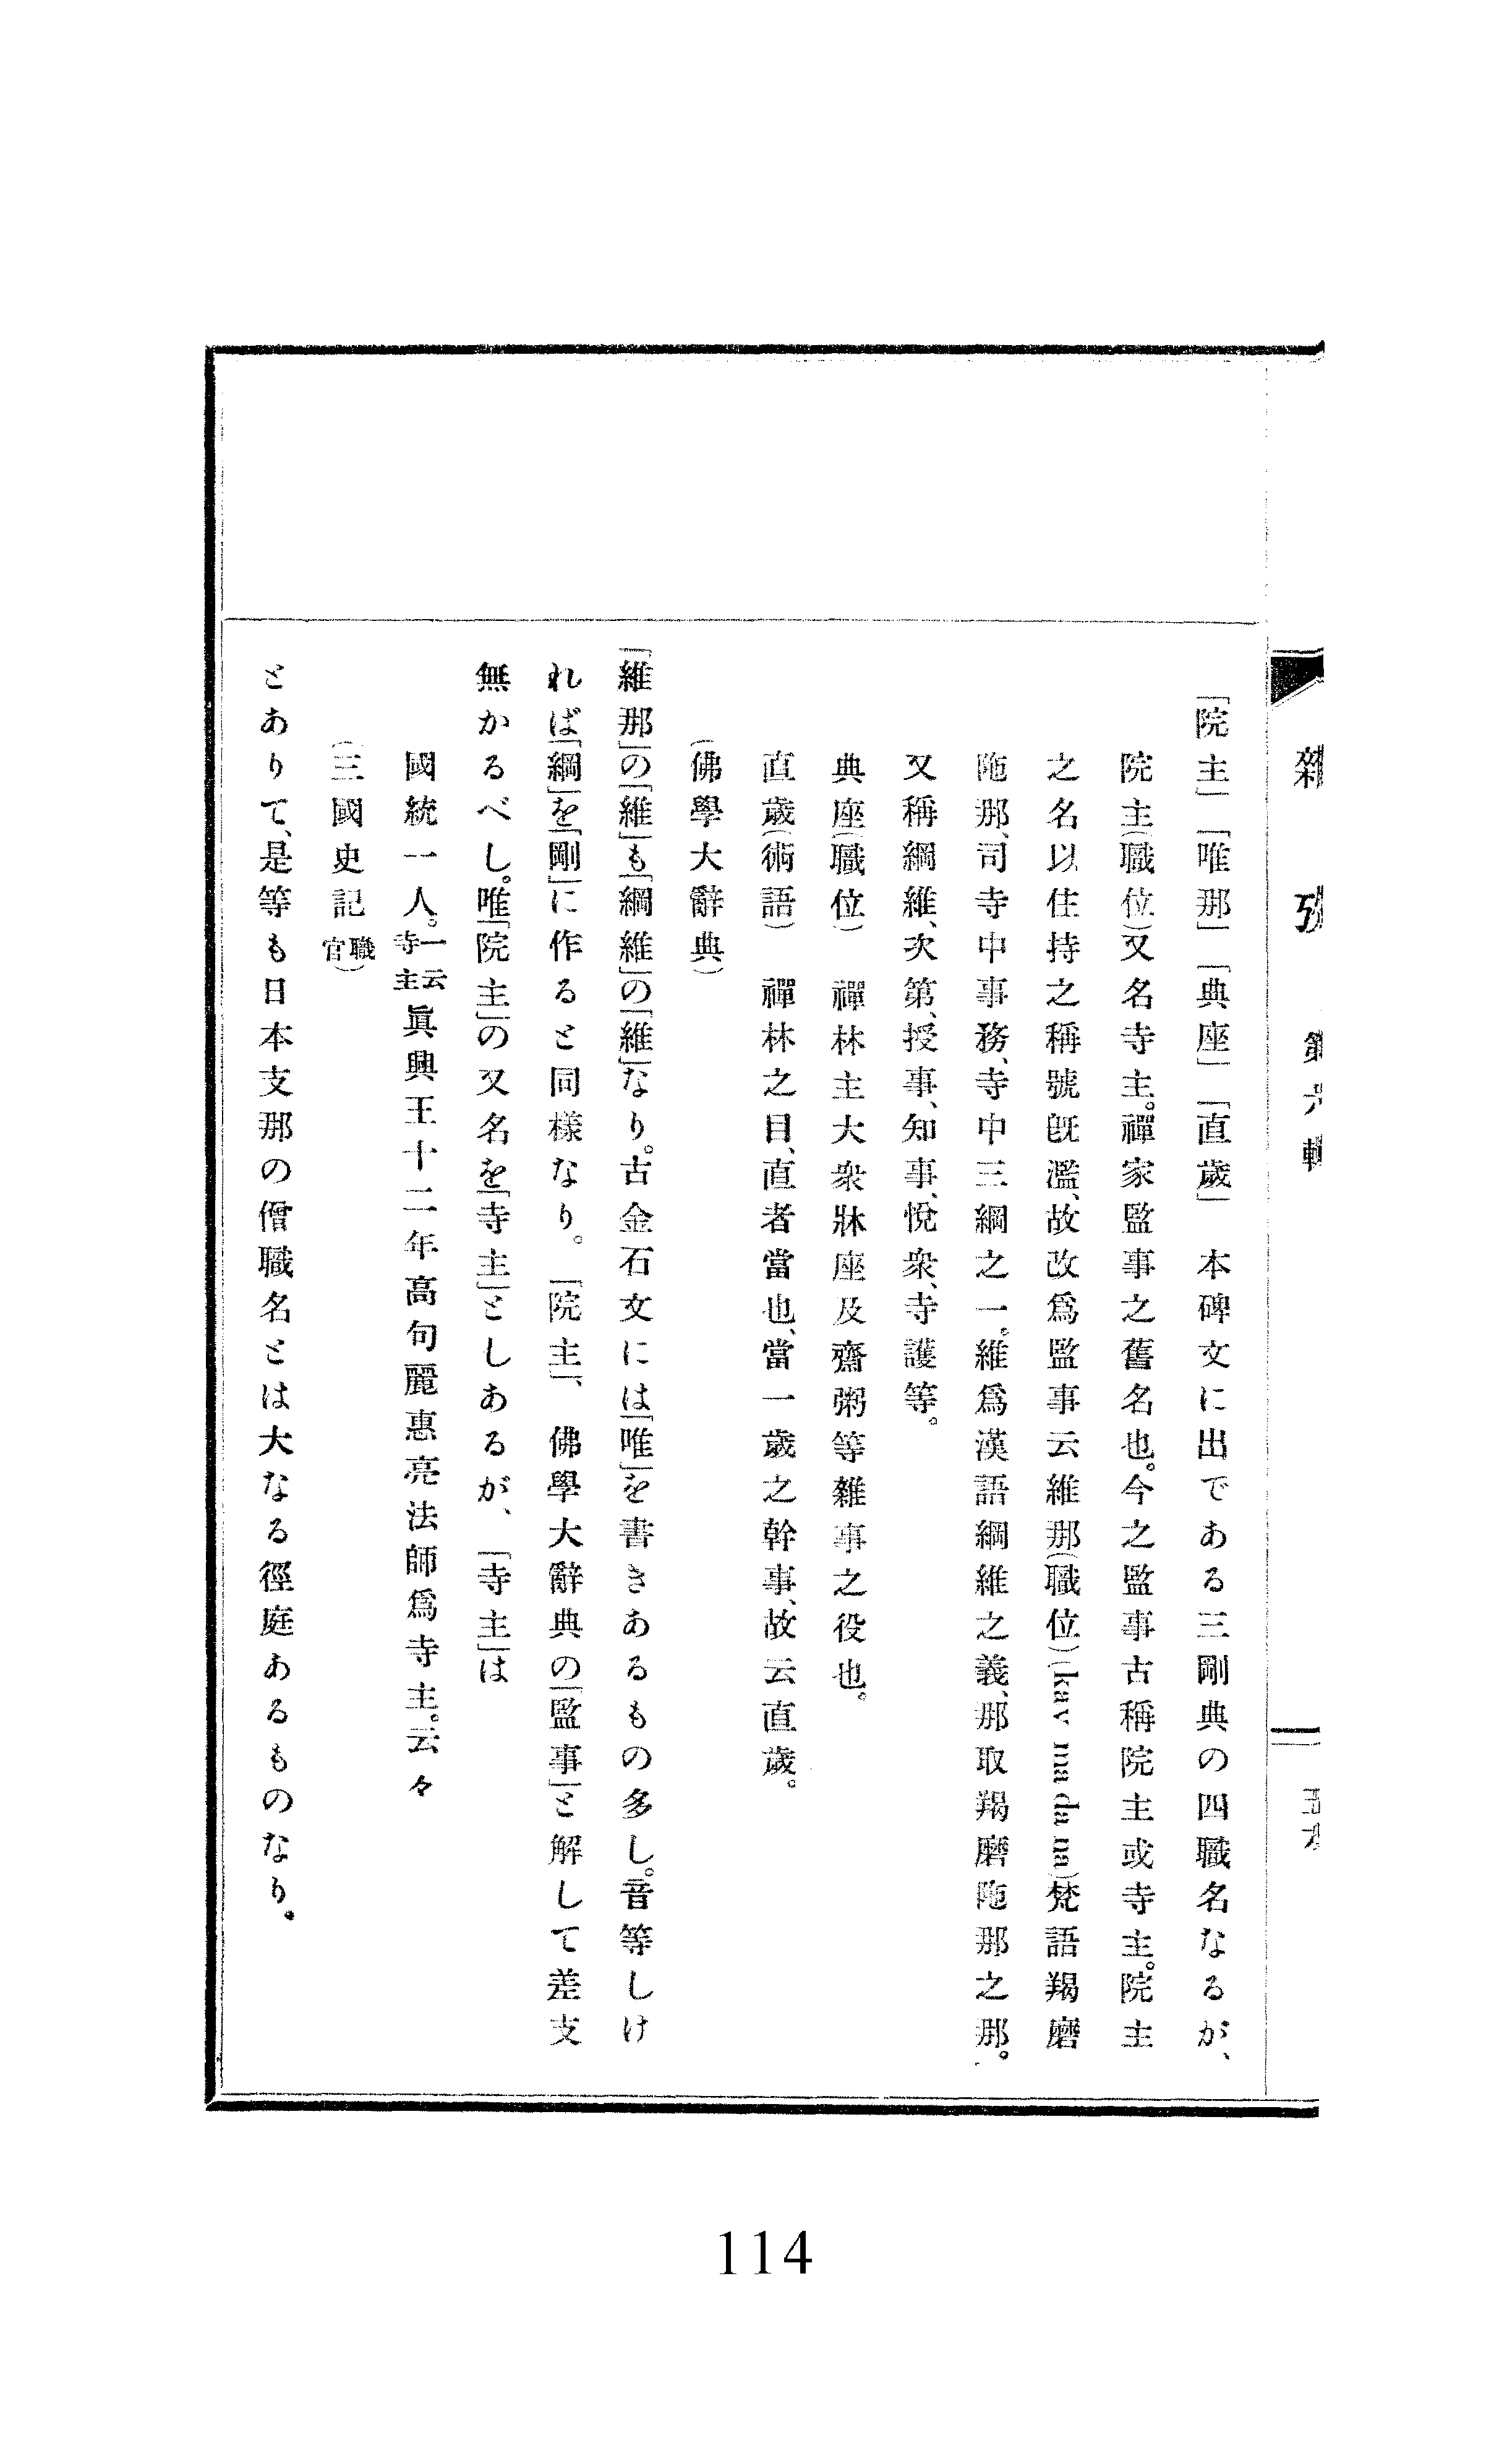 雜 攷 第六輯
「院主」「唯那」「典座」「直歲」 本碑文に出である三剛典の四職名なるが、
院主(職位)又名寺主。禪家監事之舊名也。今之監事古稱院主或寺主。院主
之名以住持之稱號旣濫、故改爲監事云維那(職位)(kav ma da na)梵語羯磨
陁那、司寺中事務、寺中三綱之一。維爲漢語綱維之義、那取羯磨陁那之那。
又稱綱維、次第、授事、知事、悅衆、寺護等。
典座(職位) 禪林主大衆牀座及齋粥等雜事之役也。
直歲(術語) 禪林之目、直者當也、當一歲之幹事、故云直歲。
(佛學大辭典)
「維那」の「維」も「綱維」の「維」なり。古金石文には「唯」を書きあるもの多し。音等しけ
れば「綱」を「剛」に作ると同樣なり。「院主」、佛學大辭典の「監事」と解して差支
無かるべし。唯「院主」の又名を「寺主」としあるが、「寺主」は
國統一人。一云寺主眞興王十二年高句麗惠亮法師爲寺主。云々
(三國史記職官)
とありて、是等も日本支那の僧職名とは大なる徑庭あるものなり。
114